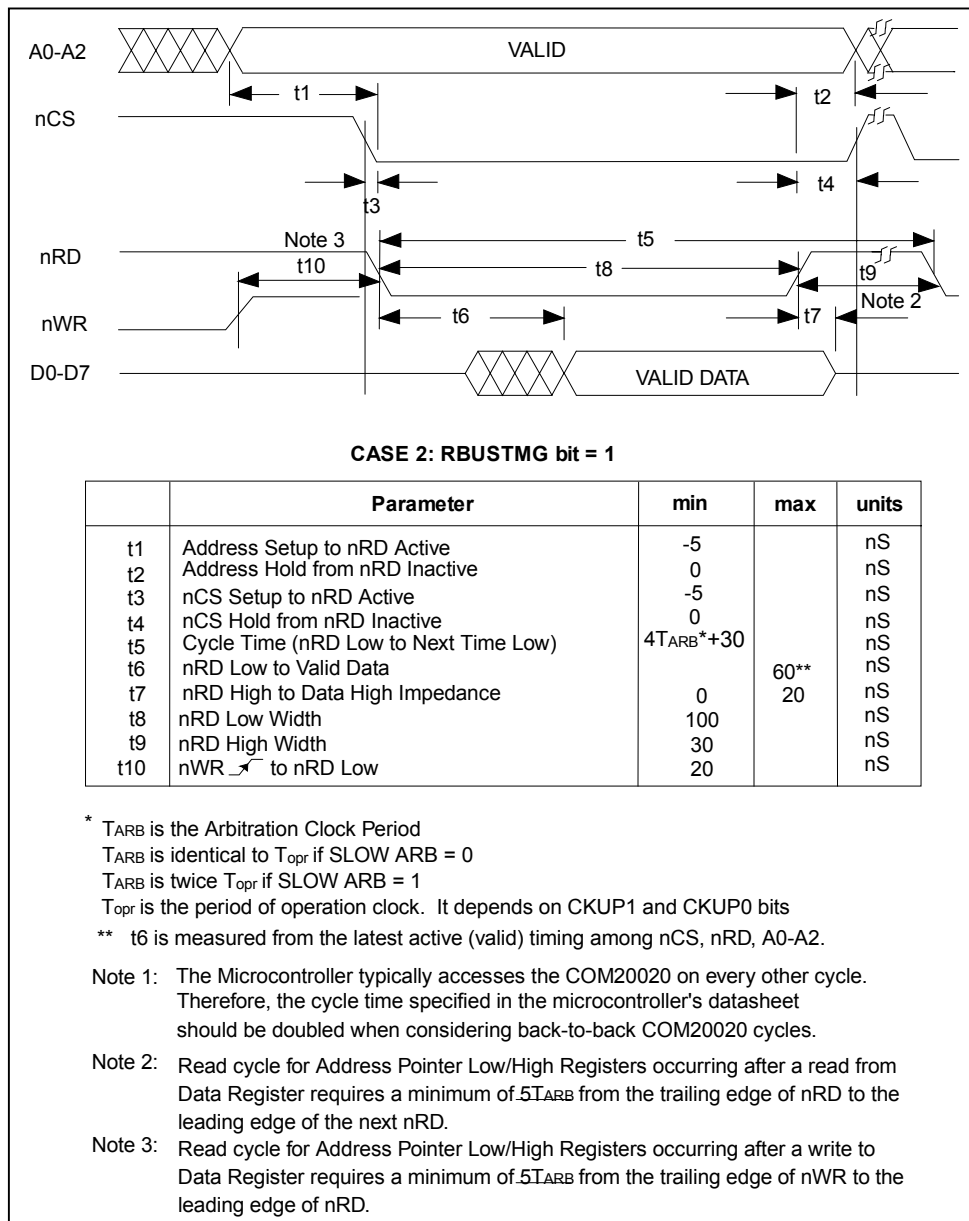 A0-A2
VALID
t1
t2
nCS
t3
t4
nRD
Note 3
t5
t10
t8
t9
nWR
t6
t7
Note 2
D0-D7
VALID DATA
CASE 2: RBUSTMG bit = 1
Parameter min max units
t1 Address Setup to nRD Active -5 nS
t2 Address Hold from nRD Inactive 0 nS
t3 nCS Setup to nRD Active -5 nS
t4 nCS Hold from nRD Inactive 0 nS
t5 Cycle Time (nRD Low to Next Time Low) 4TARB*+30 nS
t6 nRD Low to Valid Data 60** nS
t7 nRD High to Data High Impedance 0 20 nS
t8 nRD Low Width 100 nS
t9 nRD High Width 30 nS
t10 nWR to nRD Low 20 nS
* TARB is the Arbitration Clock Period
TARB is identical to Topr if SLOW ARB = 0
TARB is twice Topr if SLOW ARB = 1
Topr is the period of operation clock. It depends on CKUP1 and CKUP0 bits
** t6 is measured from the latest active (valid) timing among nCS, nRD, A0-A2.
Note 1: The Microcontroller typically accesses the COM20020 on every other cycle.
Therefore, the cycle time specified in the microcontroller's datasheet
should be doubled when considering back-to-back COM20020 cycles.
Note 2: Read cycle for Address Pointer Low/High Registers occurring after a read from
Data Register requires a minimum of 5TARB from the trailing edge of nRD to the
leading edge of the next nRD.
Note 3: Read cycle for Address Pointer Low/High Registers occurring after a write to
Data Register requires a minimum of 5TARB from the trailing edge of nWR to the
leading edge of nRD.